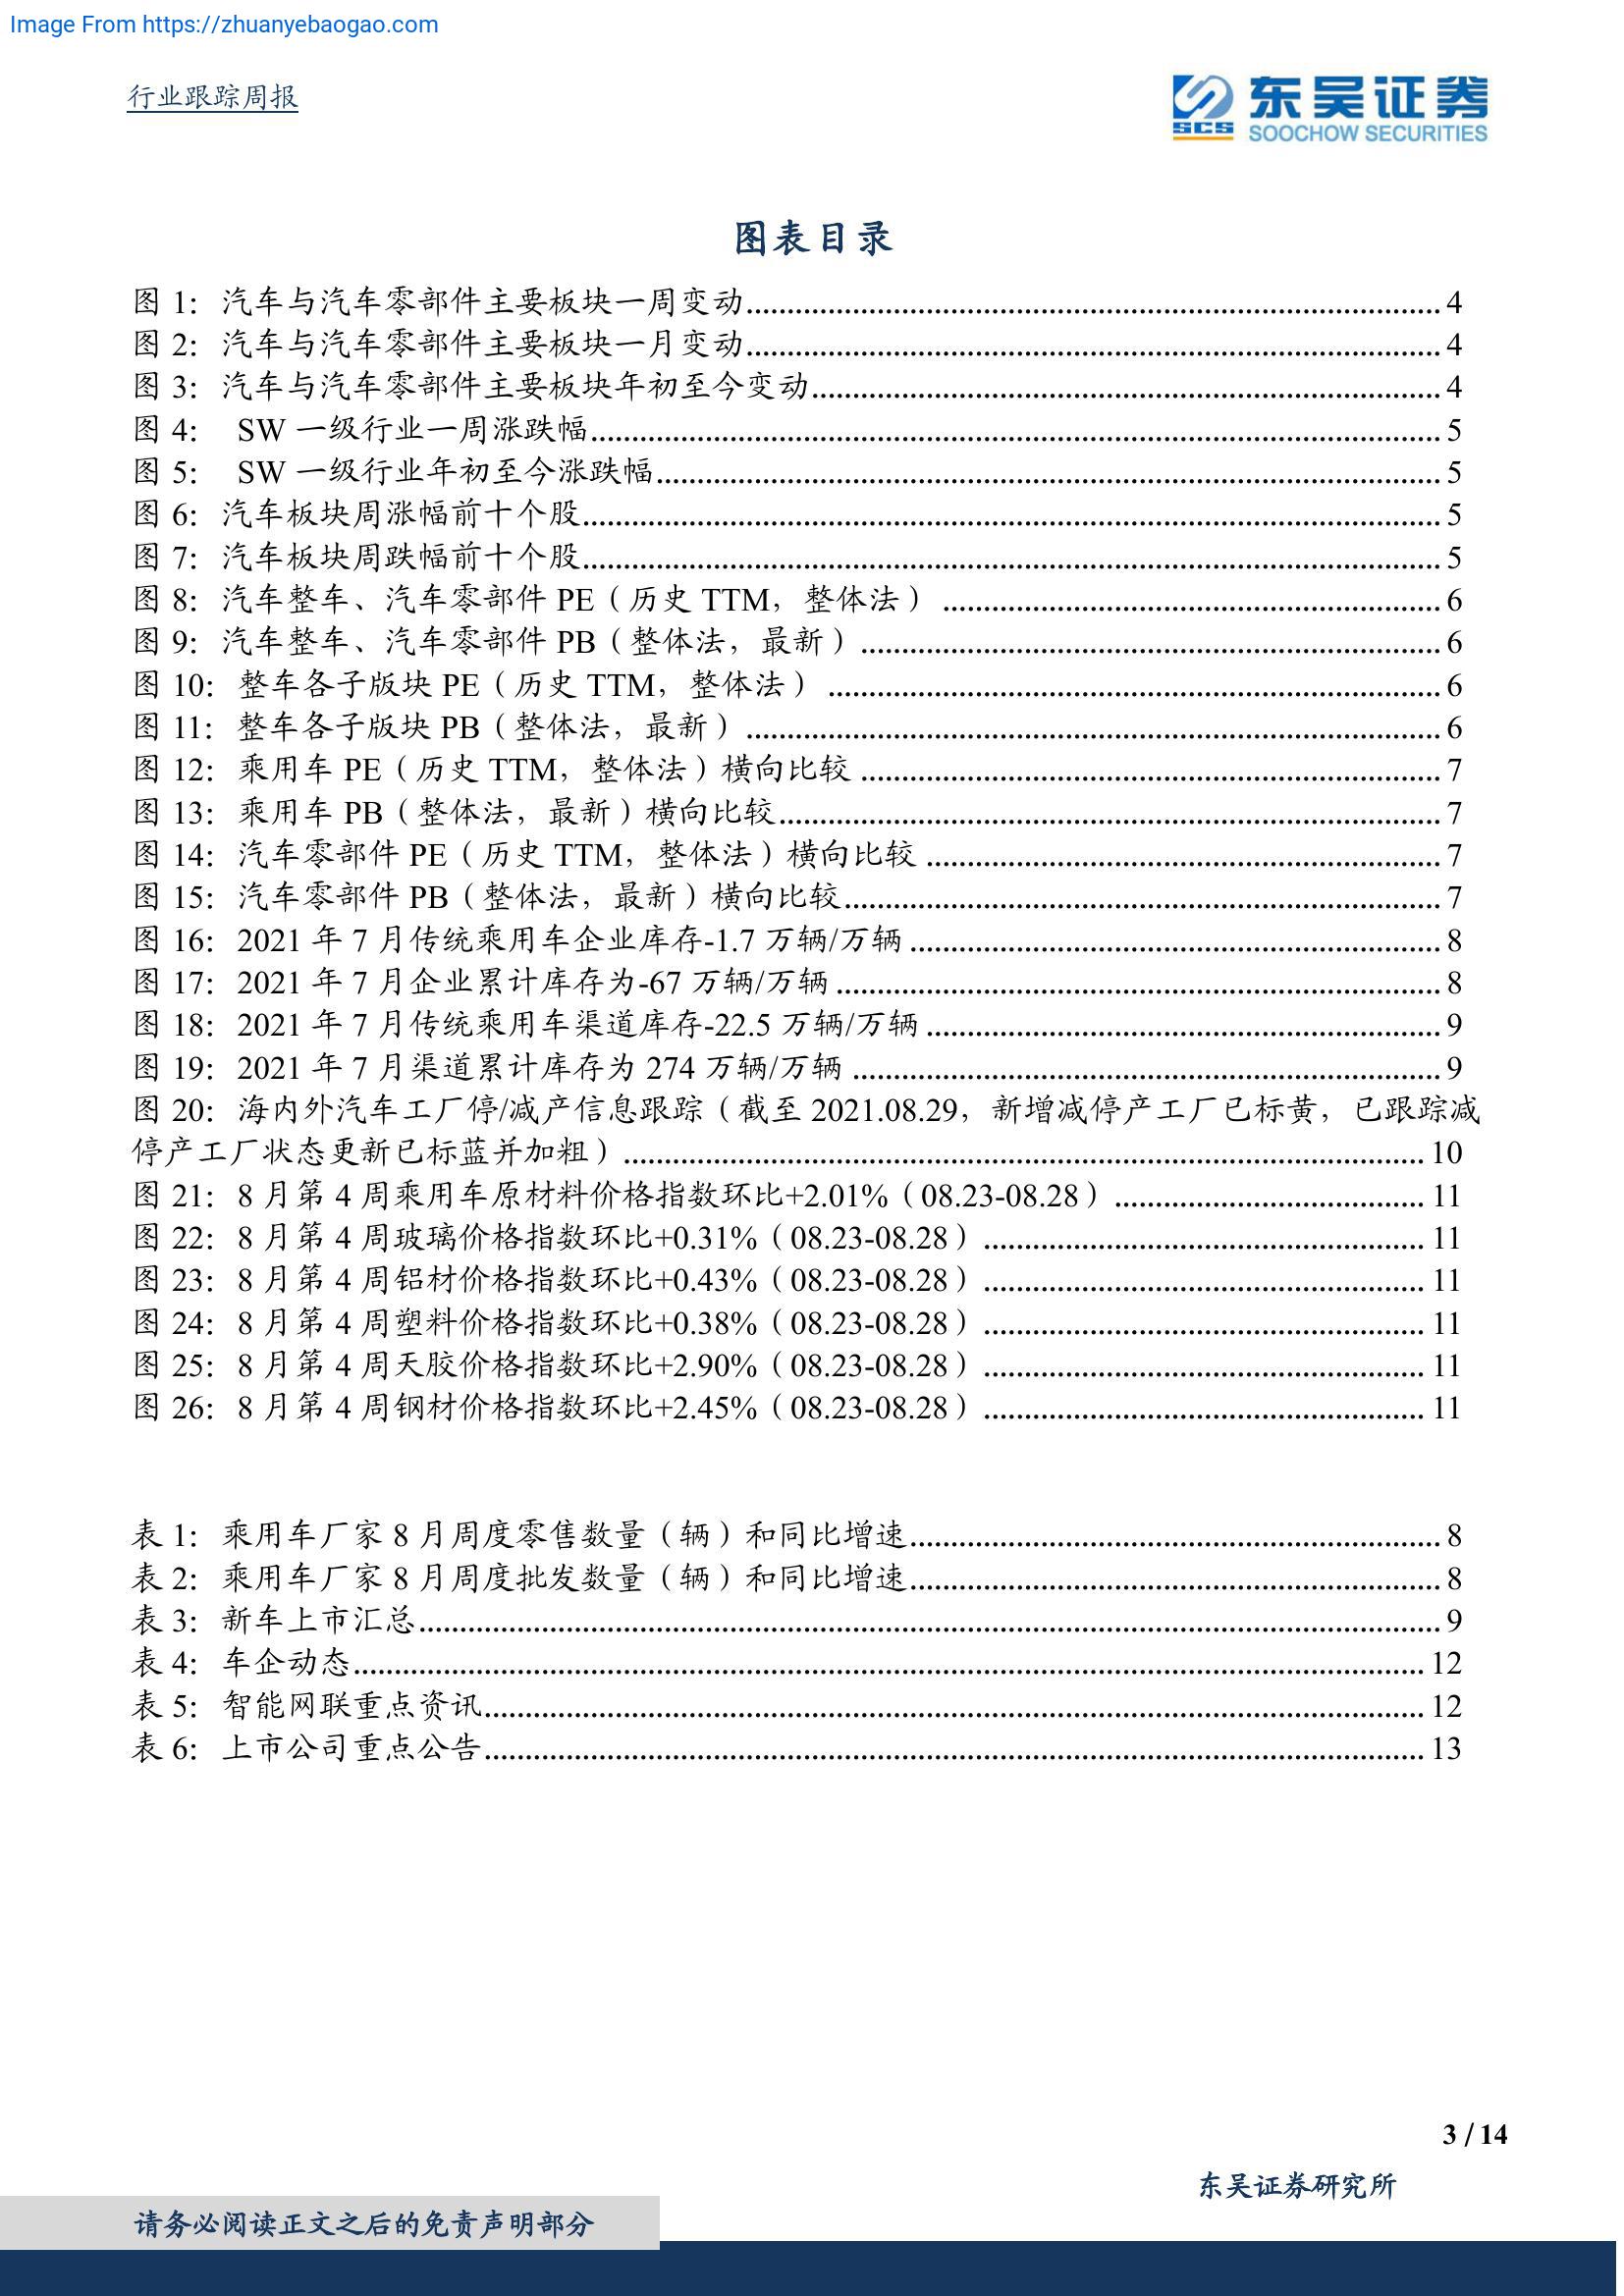 Image From https://zhuanyebaogao.com
行业跟踪周报
SCS 东吴证券
SOOCHOW SECURITIES
图表目录
图 1：汽车与汽车零部件主要板块一周变动 4
图 2：汽车与汽车零部件主要板块一月变动 4
图 3：汽车与汽车零部件主要板块年初至今变动 4
图 4： SW 一级行业一周涨跌幅 5
图 5： SW 一级行业年初至今涨跌幅 5
图 6：汽车板块周涨幅前十个股 5
图 7：汽车板块周跌幅前十个股 5
图 8：汽车整车、汽车零部件 PE（历史 TTM，整体法） 6
图 9：汽车整车、汽车零部件 PB（整体法，最新） 6
图 10：整车各子版块 PE（历史 TTM，整体法） 6
图 11：整车各子版块 PB（整体法，最新） 6
图 12：乘用车 PE（历史 TTM，整体法）横向比较 7
图 13：乘用车 PB（整体法，最新）横向比较 7
图 14：汽车零部件 PE（历史 TTM，整体法）横向比较 7
图 15：汽车零部件 PB（整体法，最新）横向比较 7
图 16：2021 年 7 月传统乘用车企业库存-1.7 万辆/万辆 8
图 17：2021 年 7 月企业累计库存为-67 万辆/万辆 8
图 18：2021 年 7 月传统乘用车渠道库存-22.5 万辆/万辆 9
图 19：2021 年 7 月渠道累计库存为 274 万辆/万辆 9
图 20：海内外汽车工厂停/减产信息跟踪（截至 2021.08.29，新增减停产工厂已标黄，已跟踪减
停产工厂状态更新已标蓝并加粗） 10
图 21：8 月第 4 周乘用车原材料价格指数环比+2.01%（08.23-08.28） 11
图 22：8 月第 4 周玻璃价格指数环比+0.31%（08.23-08.28） 11
图 23：8 月第 4 周铝材价格指数环比+0.43%（08.23-08.28） 11
图 24：8 月第 4 周塑料价格指数环比+0.38%（08.23-08.28） 11
图 25：8 月第 4 周天胶价格指数环比+2.90%（08.23-08.28） 11
图 26：8 月第 4 周钢材价格指数环比+2.45%（08.23-08.28） 11
表 1：乘用车厂家 8 月周度零售数量（辆）和同比增速 8
表 2：乘用车厂家 8 月周度批发数量（辆）和同比增速 8
表 3：新车上市汇总 9
表 4：车企动态 12
表 5：智能网联重点资讯 12
表 6：上市公司重点公告 13
3 / 14
东吴证券研究所
请务必阅读正文之后的免责声明部分